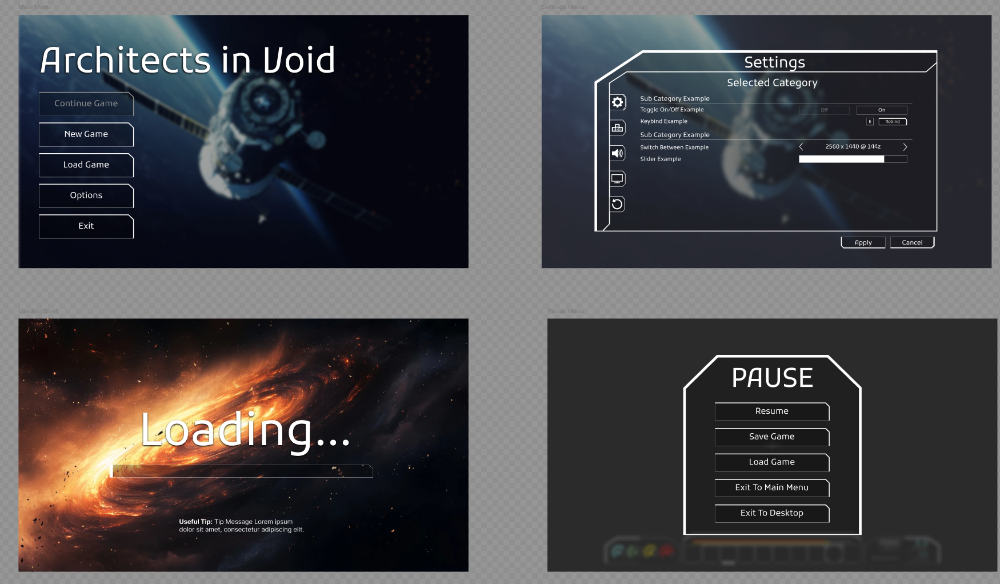 Main Menu
Architects in Void
Continue Game
New Game
Load Game
Options
Exit
Settings Menu
Settings
Selected Category
Sub Category Example
Toggle On/Off Example
Off
On
Keybind Example
E
Rebind
Sub Category Example
Switch Between Example
2560 x 1440 @ 144z
Slider Example
Apply
Cancel
Loading Start
Loading...
Useful Tip: Tip Message Lorem ipsum
dolor sit amet, consectetur adipiscing elit.
Pause Menu
PAUSE
Resume
Save Game
Load Game
Exit To Main Menu
Exit To Desktop